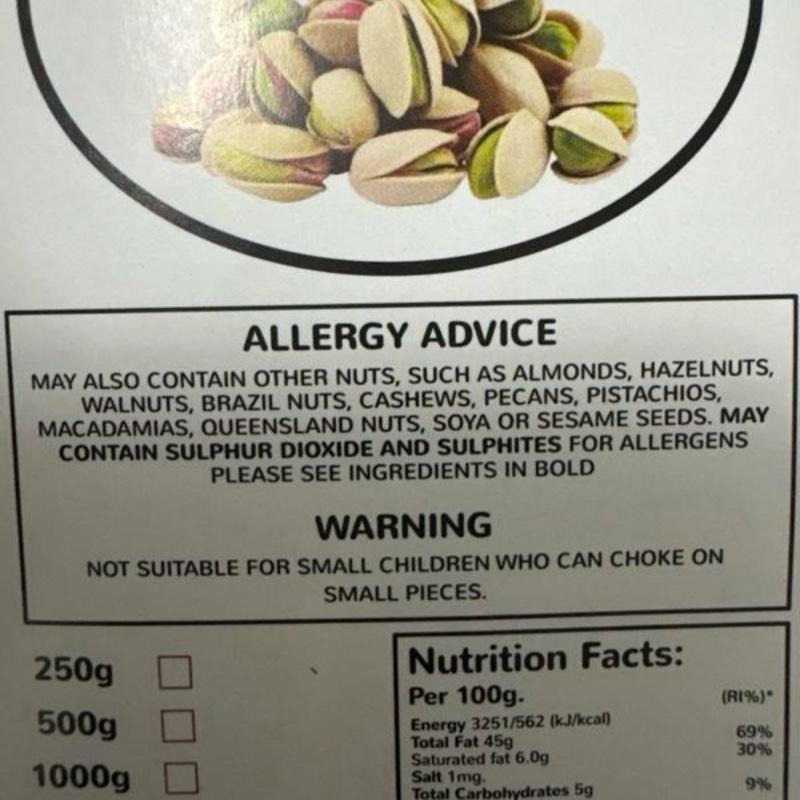 ALLERGY ADVICE
MAY ALSO CONTAIN OTHER NUTS, SUCH AS ALMONDS, HAZELNUTS,
WALNUTS, BRAZIL NUTS, CASHEWS, PECANS, PISTACHIOS,
MACADAMIAS, QUEENSLAND NUTS, SOYA OR SESAME SEEDS. MAY
CONTAIN SULPHUR DIOXIDE AND SULPHITES FOR ALLERGENS
PLEASE SEE INGREDIENTS IN BOLD
WARNING
NOT SUITABLE FOR SMALL CHILDREN WHO CAN CHOKE ON
SMALL PIECES.
250g
500g
1000g
Nutrition Facts:
Per 100g. (RI%)*
Energy 3251/562 (kJ/kcal)
Total Fat 45g 69%
Saturated fat 6.0g 30%
Salt 1mg.
Total Carbohydrates 5g 9%